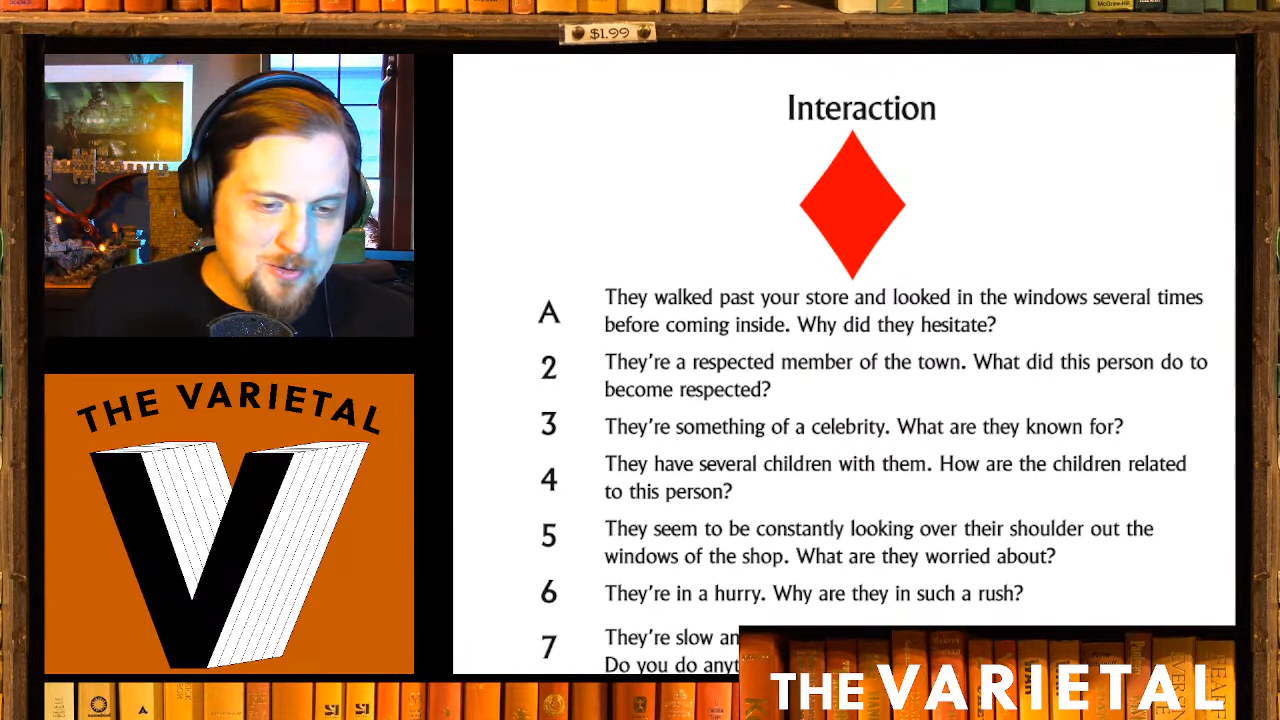 McGraw-Hill
$1.99
Interaction
A
They walked past your store and looked in the windows several times
before coming inside. Why did they hesitate?
2
They're a respected member of the town. What did this person do to
become respected?
3
They're something of a celebrity. What are they known for?
4
They have several children with them. How are the children related
to this person?
5
They seem to be constantly looking over their shoulder out the
windows of the shop. What are they worried about?
6
They're in a hurry. Why are they in such a rush?
7
They're slow an
Do you do anyt
THE VARIETAL
V
THE VARIETAL
A
SI
SI